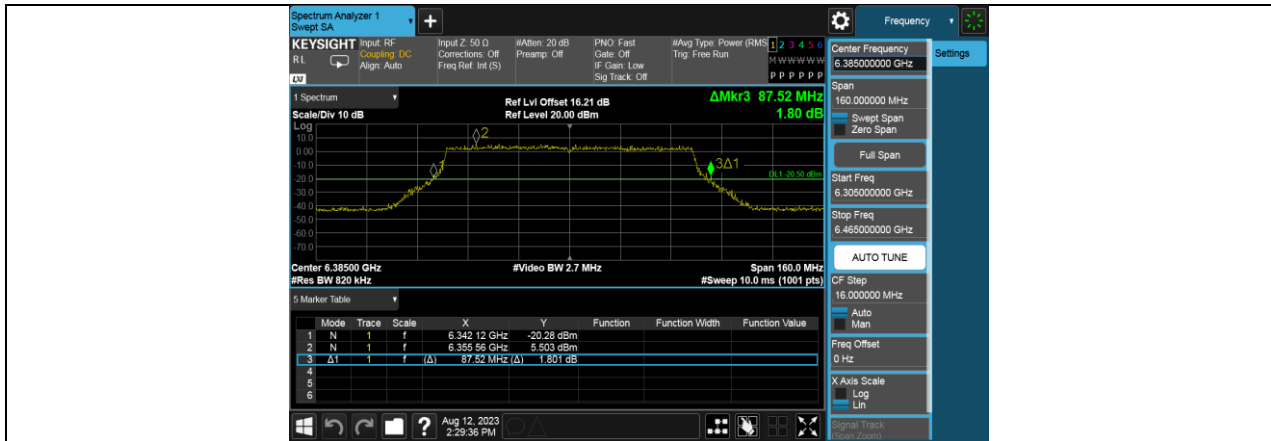 Spectrum Analyzer 1
Swept SA
+
Frequency
KEYSIGHT
RL
LXI
Input: RF
Coupling: DC
Align: Auto
Input Z: 50 Ω
Corrections: Off
Freq Ref: Int (S)
#Atten: 20 dB
Preamp: Off
PNO: Fast
Gate: Off
IF Gain: Low
Sig Track: Off
#Avg Type: Power (RMS
Trig: Free Run
1 2 3 4 5 6
M W W W W W
P P P P P P
1 Spectrum
Scale/Div 10 dB
Ref Lvl Offset 16.21 dB
Ref Level 20.00 dBm
ΔMkr3 87.52 MHz
1.80 dB
Log
10.0
0.00
-10.0
-20.0
-30.0
-40.0
-50.0
-60.0
-70.0
1
2
3Δ1
DL1 -20.50 dBm
Center 6.38500 GHz
#Video BW 2.7 MHz
Span 160.0 MHz
#Res BW 820 kHz
#Sweep 10.0 ms (1001 pts)
5 Marker Table
Mode Trace Scale X Y Function Function Width Function Value
1 N 1 f 6.342 12 GHz -20.28 dBm
2 N 1 f 6.355 56 GHz 5.503 dBm
3 Δ1 1 f (Δ) 87.52 MHz (Δ) 1.801 dB
4
5
6
?
Aug 12, 2023
2:29:36 PM
Settings
Center Frequency
6.385000000 GHz
Span
160.000000 MHz
Swept Span
Zero Span
Full Span
Start Freq
6.305000000 GHz
Stop Freq
6.465000000 GHz
AUTO TUNE
CF Step
16.000000 MHz
Auto
Man
Freq Offset
0 Hz
X Axis Scale
Log
Lin
Signal Track
(Span Zoom)